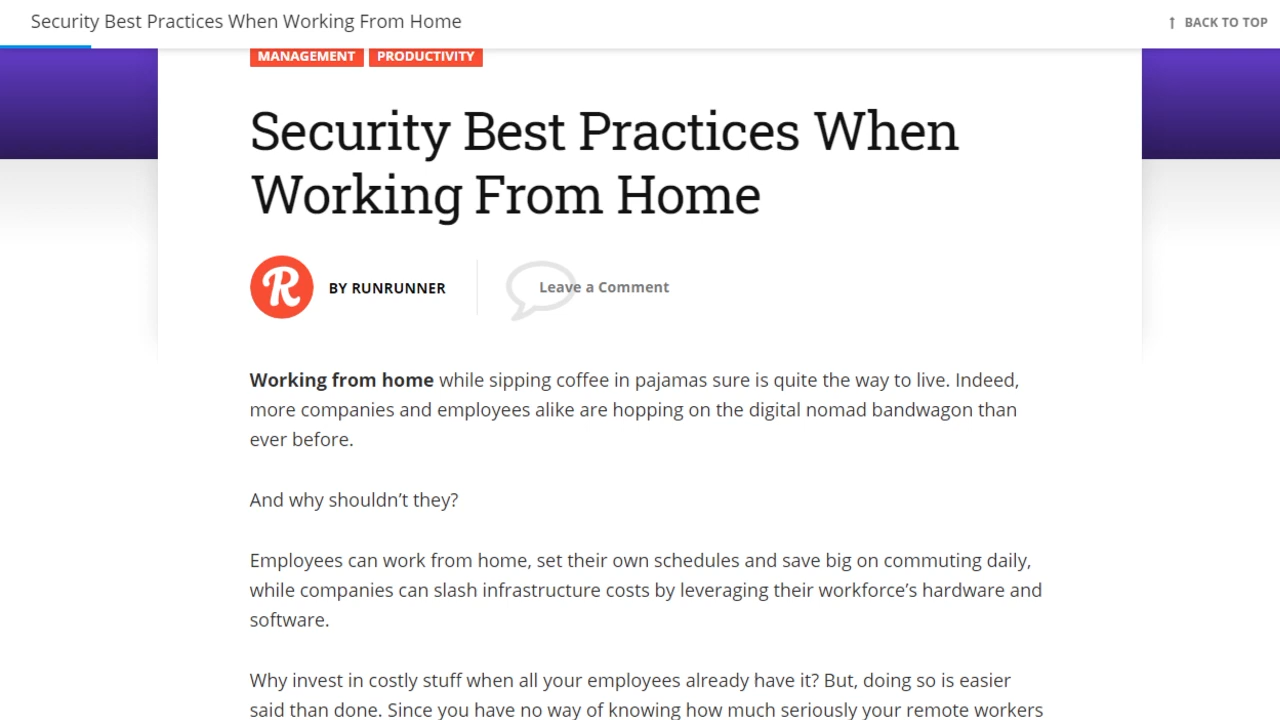 Security Best Practices When Working From Home
↑ BACK TO TOP
MANAGEMENT PRODUCTIVITY
Security Best Practices When
Working From Home
R
BY RUNRUNNER
Leave a Comment
Working from home while sipping coffee in pajamas sure is quite the way to live. Indeed,
more companies and employees alike are hopping on the digital nomad bandwagon than
ever before.
And why shouldn’t they?
Employees can work from home, set their own schedules and save big on commuting daily,
while companies can slash infrastructure costs by leveraging their workforce’s hardware and
software.
Why invest in costly stuff when all your employees already have it? But, doing so is easier
said than done. Since you have no way of knowing how much seriously your remote workers